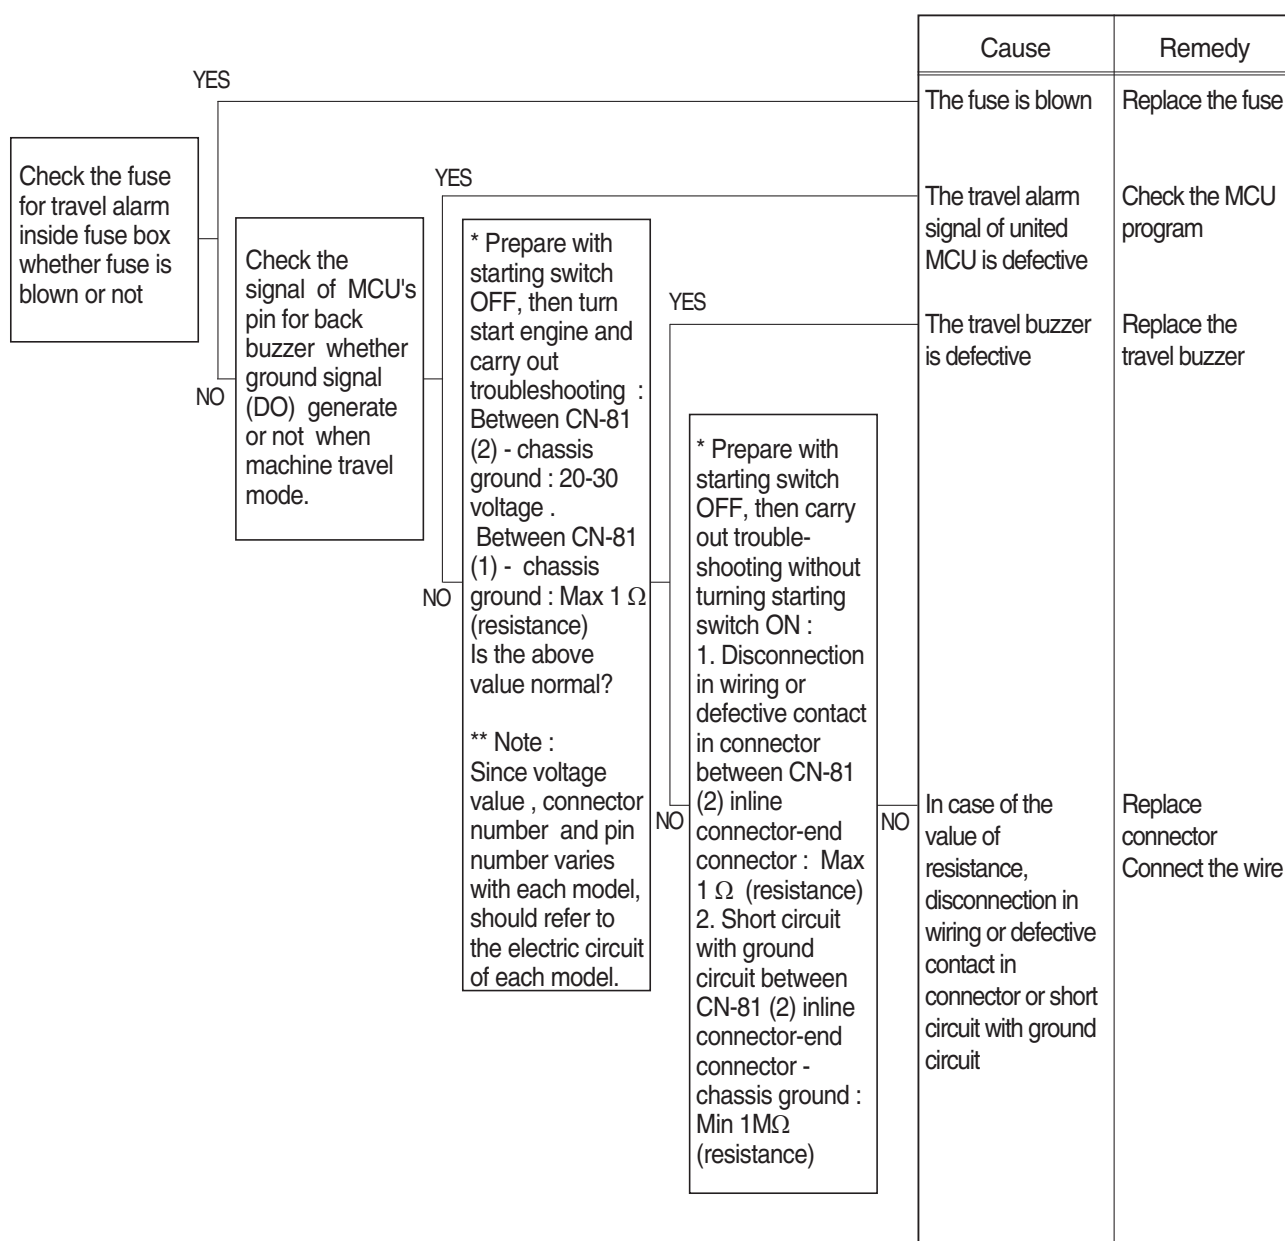 Cause
Remedy
YES
The fuse is blown
Replace the fuse
Check the fuse
for travel alarm
inside fuse box
whether fuse is
blown or not
NO
Check the
signal of MCU's
pin for back
buzzer whether
ground signal
(DO) generate
or not when
machine travel
mode.
YES
The travel alarm
signal of united
MCU is defective
Check the MCU
program
NO
* Prepare with
starting switch
OFF, then turn
start engine and
carry out
troubleshooting :
Between CN-81
(2) - chassis
ground : 20-30
voltage .
Between CN-81
(1) - chassis
ground : Max 1 Ω
(resistance)
Is the above
value normal?
** Note :
Since voltage
value , connector
number and pin
number varies
with each model,
should refer to
the electric circuit
of each model.
YES
The travel buzzer
is defective
Replace the
travel buzzer
NO
* Prepare with
starting switch
OFF, then carry
out trouble-
shooting without
turning starting
switch ON :
1. Disconnection
in wiring or
defective contact
in connector
between CN-81
(2) inline
connector-end
connector : Max
1 Ω (resistance)
2. Short circuit
with ground
circuit between
CN-81 (2) inline
connector-end
connector -
chassis ground :
Min 1MΩ
(resistance)
NO
In case of the
value of
resistance,
disconnection in
wiring or defective
contact in
connector or short
circuit with ground
circuit
Replace
connector
Connect the wire